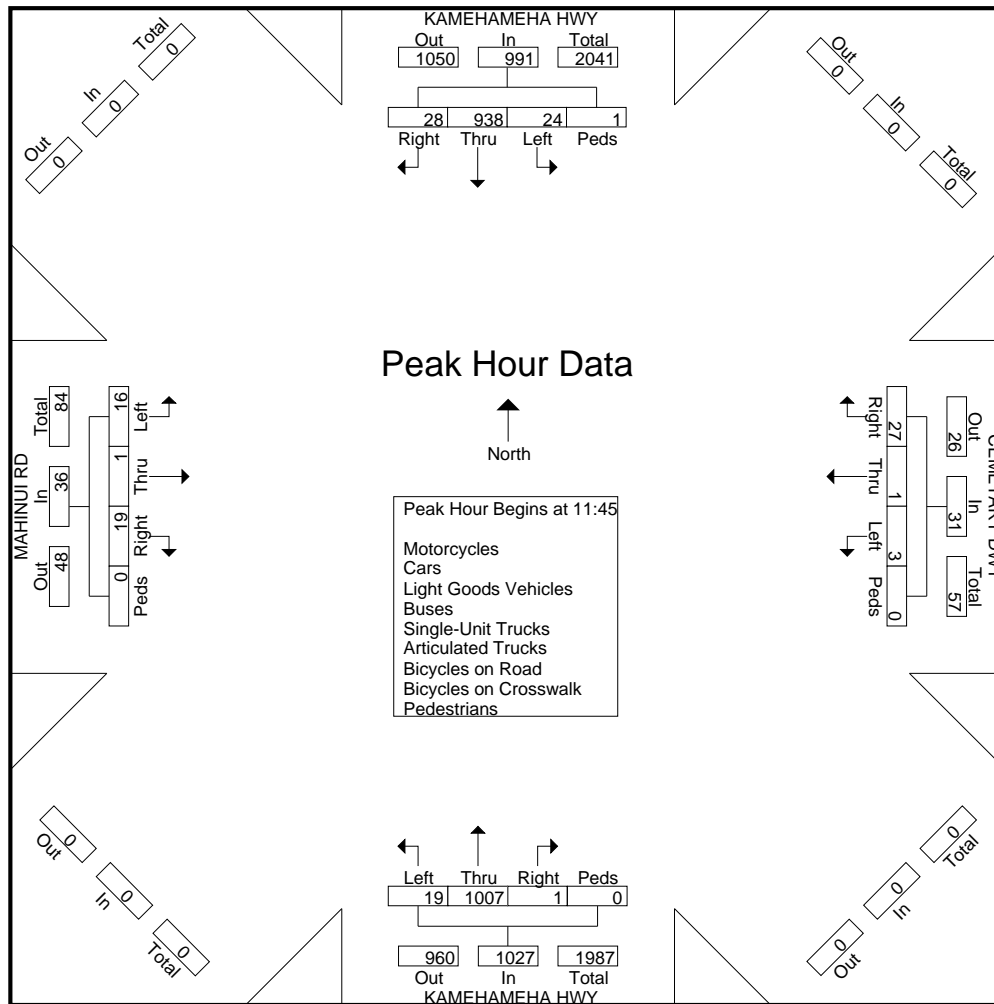 KAMEHAMEHA HWY
Out In Total
1050 991 2041
28 938 24 1
Right Thru Left Peds
Total
0
In
0
Out
0
Out
0
In
0
Total
0
Peak Hour Data
North
MAHINUI RD
Total In Out
84 36 48
16 1 19 0
Left Thru Right Peds
Right Thru Left Peds
27 1 3 0
Out In Total
26 31 57
Peak Hour Begins at 11:45
Motorcycles
Cars
Light Goods Vehicles
Buses
Single-Unit Trucks
Articulated Trucks
Bicycles on Road
Bicycles on Crosswalk
Pedestrians
0
Out
0
In
0
Total
0
Total
0
In
0
Out
Left Thru Right Peds
19 1007 1 0
960 1027 1987
Out In Total
KAMEHAMEHA HWY